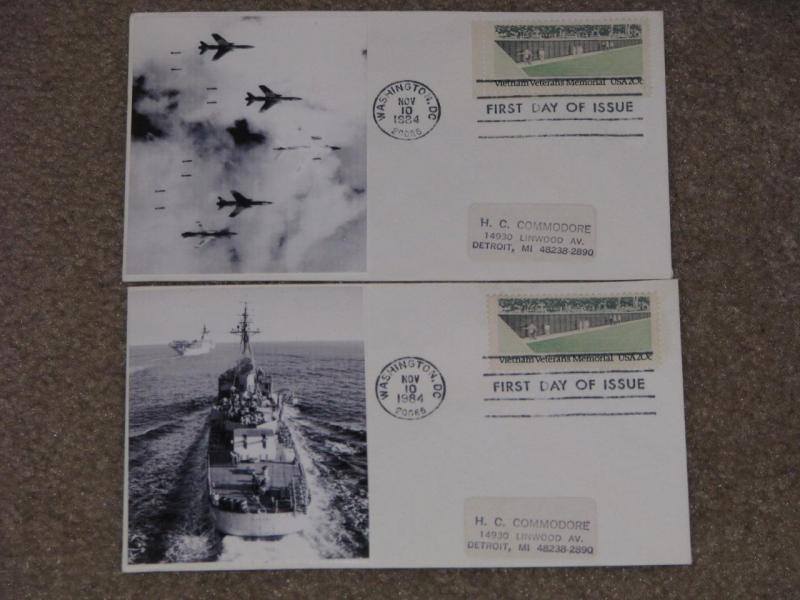 Vietnam Veterans Memorial USA 20c
WASHINGTON, DC
NOV
10
1984
20066
FIRST DAY OF ISSUE
H. C. COMMODORE
14930 LINWOOD AV.
DETROIT, MI 48238-2890
Vietnam Veterans Memorial USA 20c
WASHINGTON, DC
NOV
10
1984
20066
FIRST DAY OF ISSUE
H. C. COMMODORE
14930 LINWOOD AV.
DETROIT, MI 48238-2890